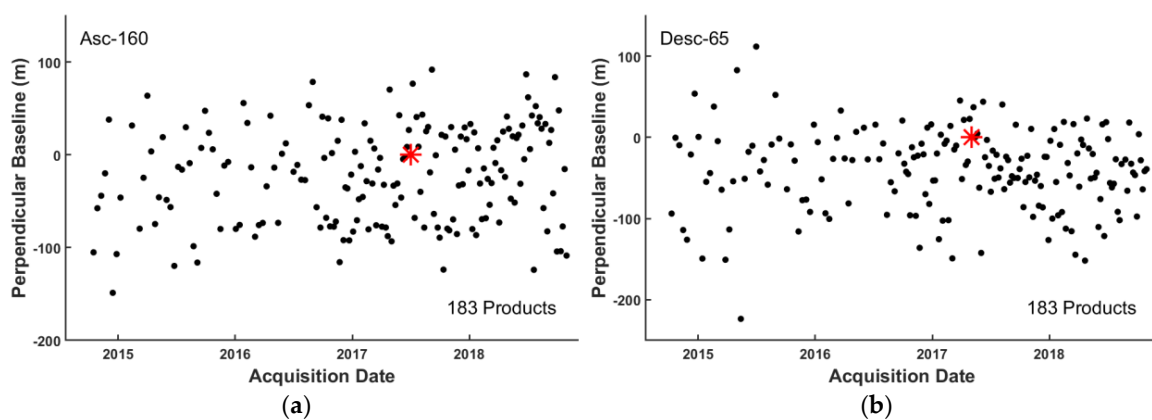 Asc-160
Perpendicular Baseline (m)
100
0
-100
-200
183 Products
2015 2016 2017 2018
Acquisition Date
(a)
Desc-65
Perpendicular Baseline (m)
100
0
-100
-200
183 Products
2015 2016 2017 2018
Acquisition Date
(b)